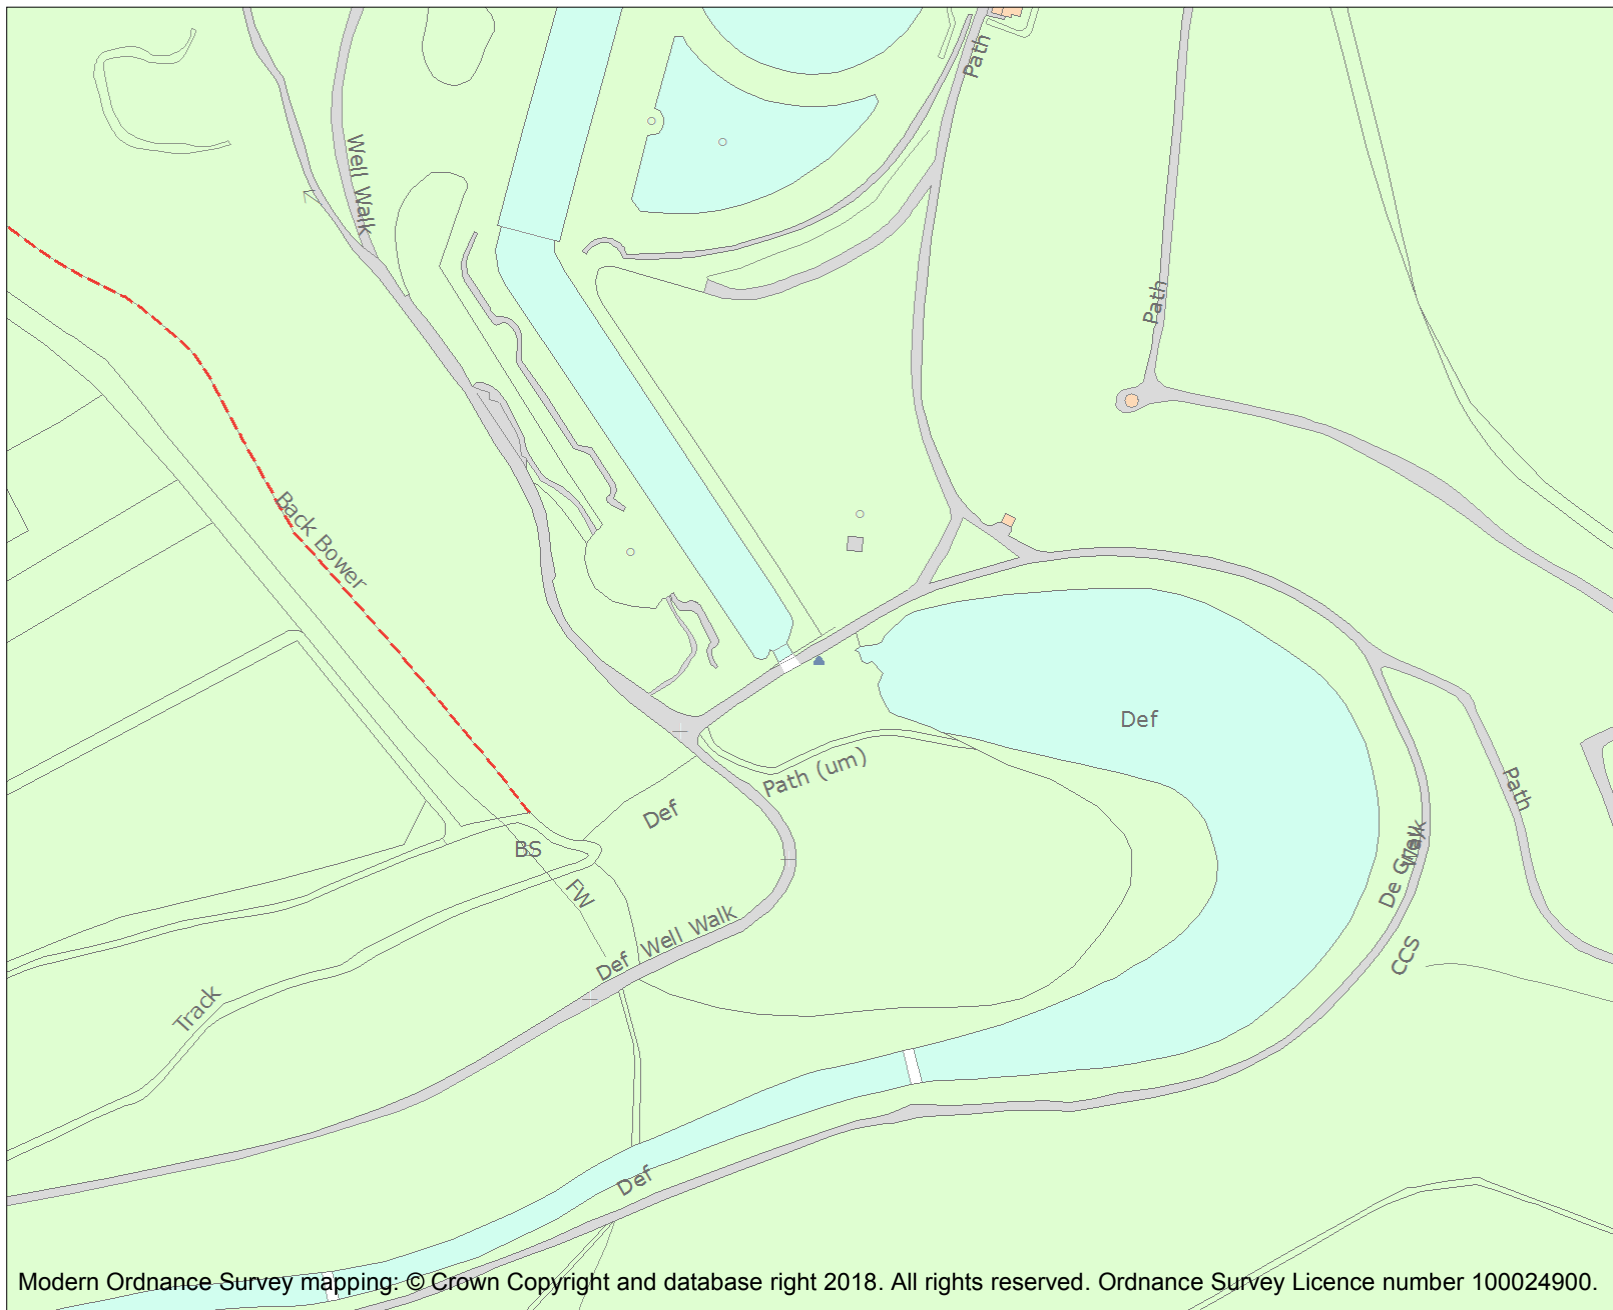 Path
Well Walk
Path
Back Bower
Def
Path (um)
Path
Def
BS
De Grey
Walk
FW
Def
Well Walk
CCS
Track
Def
Modern Ordnance Survey mapping: © Crown Copyright and database right 2018. All rights reserved. Ordnance Survey Licence number 100024900.